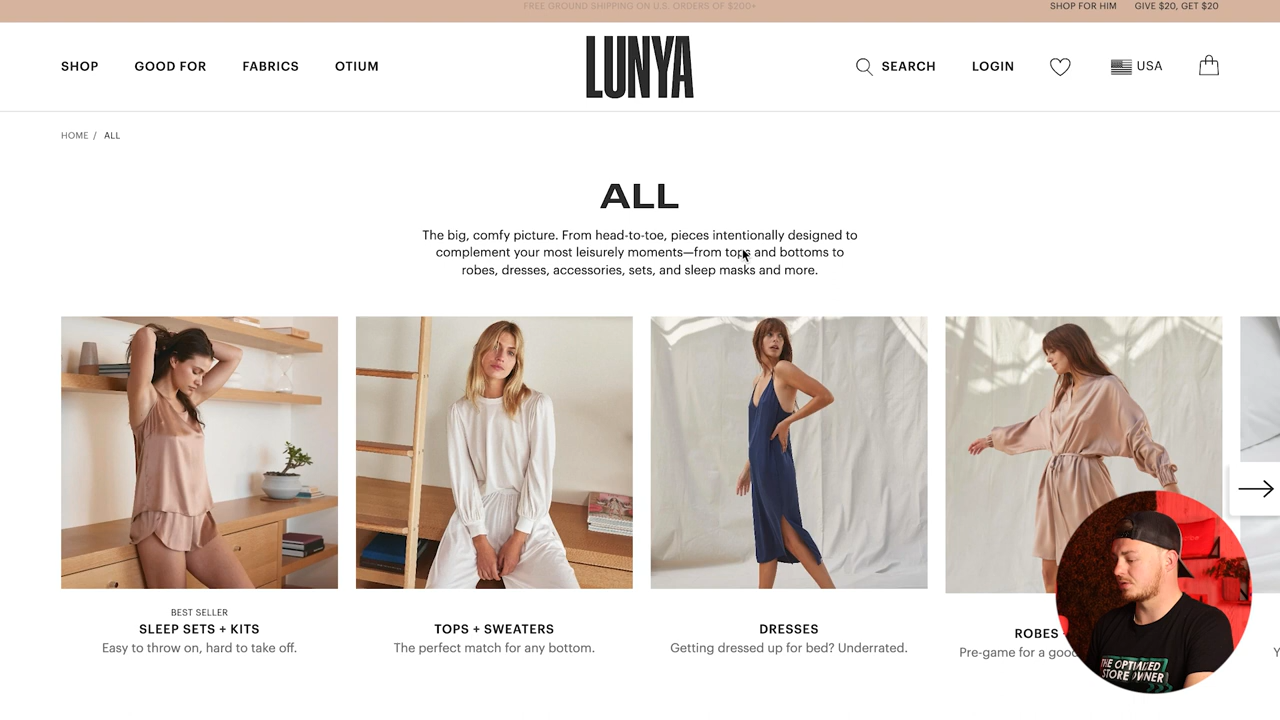 FREE GROUND SHIPPING ON U.S. ORDERS OF $200+
SHOP FOR HIM GIVE $20, GET $20
SHOP GOOD FOR FABRICS OTIUM
LUNYA
SEARCH LOGIN USA
HOME / ALL
ALL
The big, comfy picture. From head-to-toe, pieces intentionally designed to
complement your most leisurely moments—from tops and bottoms to
robes, dresses, accessories, sets, and sleep masks and more.
BEST SELLER
SLEEP SETS + KITS
Easy to throw on, hard to take off.
TOPS + SWEATERS
The perfect match for any bottom.
DRESSES
Getting dressed up for bed? Underrated.
ROBES
Pre-game for a good
THE OPTIMIZED
STORE OWNER